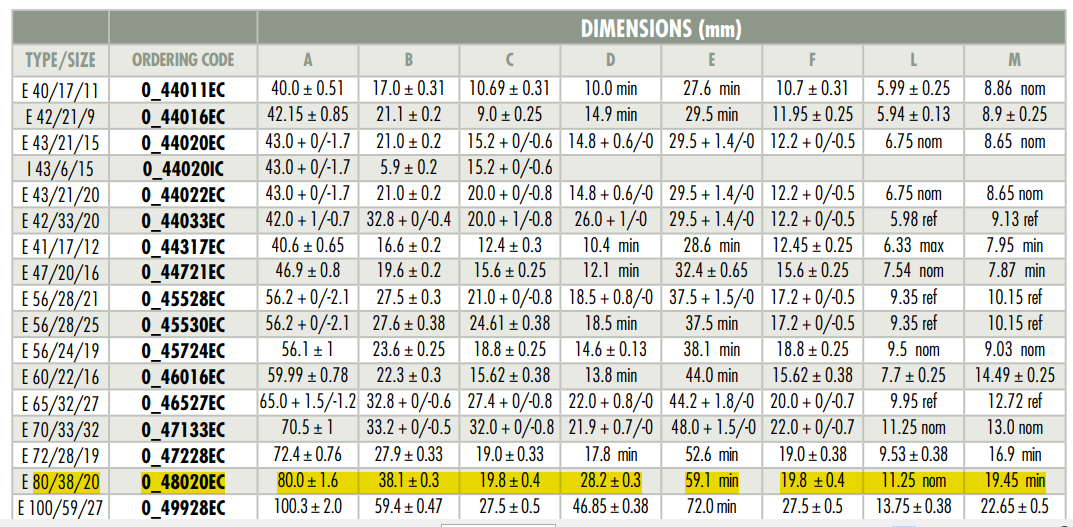 DIMENSIONS (mm)
TYPE/SIZE ORDERING CODE A B C D E F L M
E 40/17/11 0_44011EC 40.0 ± 0.51 17.0 ± 0.31 10.69 ± 0.31 10.0 min 27.6 min 10.7 ± 0.31 5.99 ± 0.25 8.86 nom
E 42/21/9 0_44016EC 42.15 ± 0.85 21.1 ± 0.2 9.0 ± 0.25 14.9 min 29.5 min 11.95 ± 0.25 5.94 ± 0.13 8.9 ± 0.25
E 43/21/15 0_44020EC 43.0 + 0/-1.7 21.0 ± 0.2 15.2 + 0/-0.6 14.8 + 0.6/-0 29.5 + 1.4/-0 12.2 + 0/-0.5 6.75 nom 8.65 nom
I 43/6/15 0_44020IC 43.0 + 0/-1.7 5.9 ± 0.2 15.2 + 0/-0.6
E 43/21/20 0_44022EC 43.0 + 0/-1.7 21.0 ± 0.2 20.0 + 0/-0.8 14.8 + 0.6/-0 29.5 + 1.4/-0 12.2 + 0/-0.5 6.75 nom 8.65 nom
E 42/33/20 0_44033EC 42.0 + 1/-0.7 32.8 + 0/-0.4 20.0 + 1/-0.8 26.0 + 1/-0 29.5 + 1.4/-0 12.2 + 0/-0.5 5.98 ref 9.13 ref
E 41/17/12 0_44317EC 40.6 ± 0.65 16.6 ± 0.2 12.4 ± 0.3 10.4 min 28.6 min 12.45 ± 0.25 6.33 max 7.95 min
E 47/20/16 0_44721EC 46.9 ± 0.8 19.6 ± 0.2 15.6 ± 0.25 12.1 min 32.4 ± 0.65 15.6 ± 0.25 7.54 nom 7.87 min
E 56/28/21 0_45528EC 56.2 + 0/-2.1 27.5 ± 0.3 21.0 + 0/-0.8 18.5 + 0.8/-0 37.5 + 1.5/-0 17.2 + 0/-0.5 9.35 ref 10.15 ref
E 56/28/25 0_45530EC 56.2 + 0/-2.1 27.6 ± 0.38 24.61 ± 0.38 18.5 min 37.5 min 17.2 + 0/-0.5 9.35 ref 10.15 ref
E 56/24/19 0_45724EC 56.1 ± 1 23.6 ± 0.25 18.8 ± 0.25 14.6 ± 0.13 38.1 min 18.8 ± 0.25 9.5 nom 9.03 nom
E 60/22/16 0_46016EC 59.99 ± 0.78 22.3 ± 0.3 15.62 ± 0.38 13.8 min 44.0 min 15.62 ± 0.38 7.7 ± 0.25 14.49 ± 0.25
E 65/32/27 0_46527EC 65.0 + 1.5/-1.2 32.8 + 0/-0.6 27.4 + 0/-0.8 22.0 + 0.8/-0 44.2 + 1.8/-0 20.0 + 0/-0.7 9.95 ref 12.72 ref
E 70/33/32 0_47133EC 70.5 ± 1 33.2 + 0/-0.5 32.0 + 0/-0.8 21.9 + 0.7/-0 48.0 + 1.5/-0 22.0 + 0/-0.7 11.25 nom 13.0 nom
E 72/28/19 0_47228EC 72.4 ± 0.76 27.9 ± 0.33 19.0 ± 0.33 17.8 min 52.6 min 19.0 ± 0.38 9.53 ± 0.38 16.9 min
E 80/38/20 0_48020EC 80.0 ± 1.6 38.1 ± 0.3 19.8 ± 0.4 28.2 ± 0.3 59.1 min 19.8 ± 0.4 11.25 nom 19.45 min
E 100/59/27 0_49928EC 100.3 ± 2.0 59.4 ± 0.47 27.5 ± 0.5 46.85 ± 0.38 72.0 min 27.5 ± 0.5 13.75 ± 0.38 22.65 ± 0.5